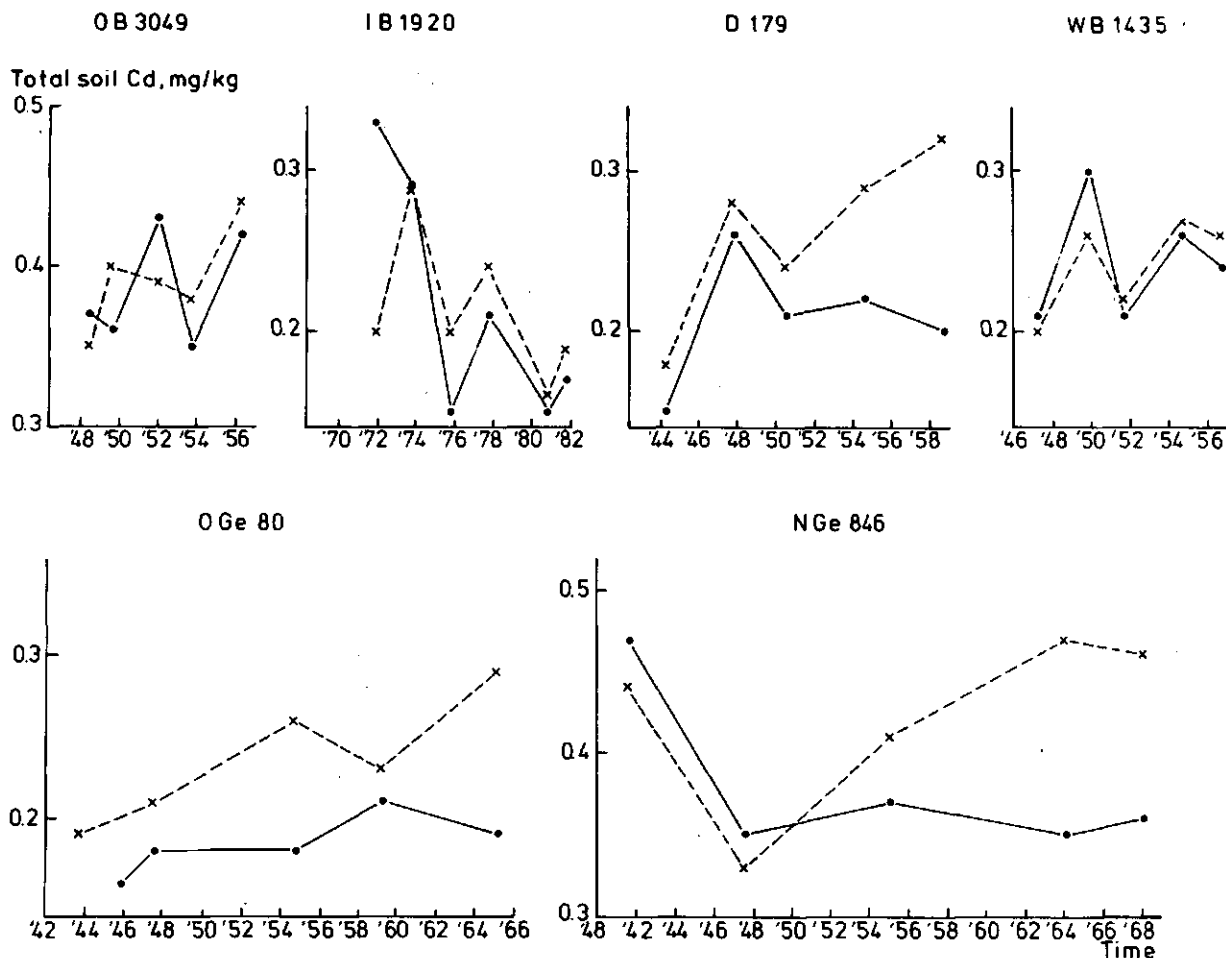 OB 3049 IB 1920 D 179 WB 1435
Total soil Cd, mg/kg
0.5
0.4
0.3
'48 '50 '52 '54 '56
0.3
0.2
'70 '72 '74 '76 '78 '80 '82
0.3
0.2
'44 '46 '48 '50 '52 '54 '56 '58
0.3
0.2
'46 '48 '50 '52 '54 '56
OGe 80 NGe 846
0.3
0.2
'42 '44 '46 '48 '50 '52 '54 '56 '58 '60 '62 '64 '66
0.5
0.4
0.3
'48 '42 '44 '46 '48 '50 '52 '54 '56 '58 '60 '62 '64 '66 '68
Time